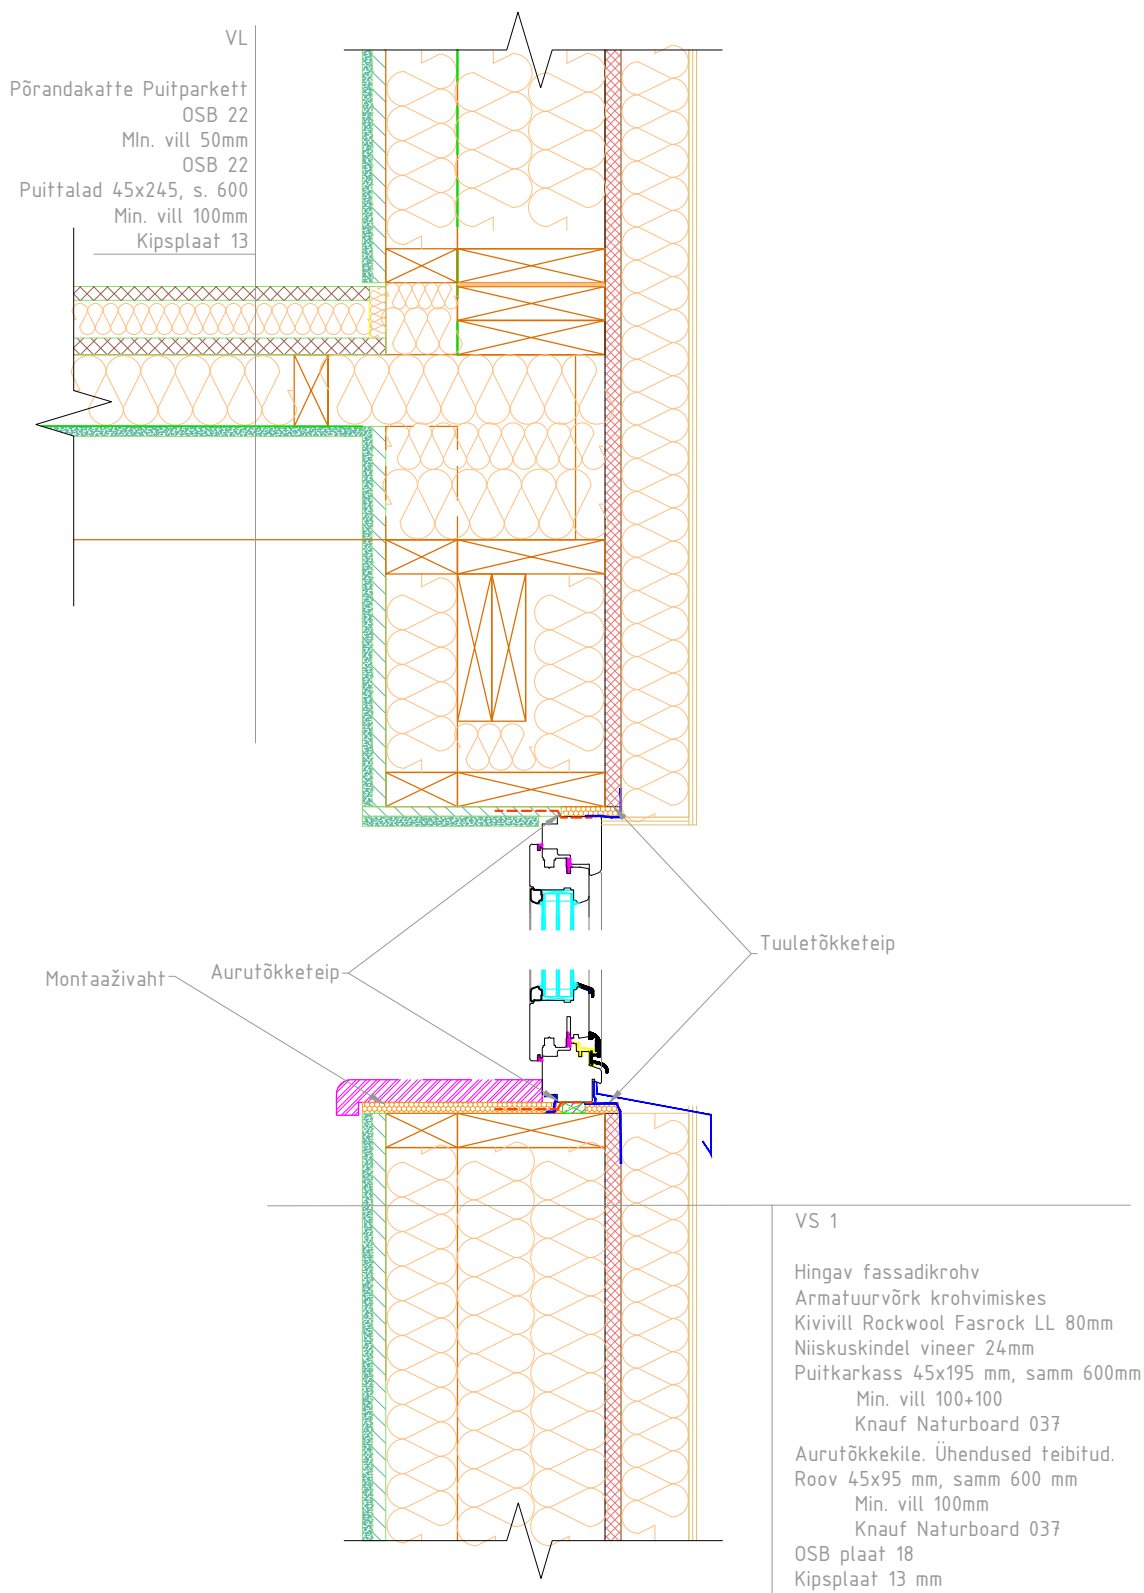 VL
Põrandakatte Puitparkett
OSB 22
MIn. vill 50mm
OSB 22
Puittalad 45x245, s. 600
Min. vill 100mm
Kipsplaat 13
Tuuletõkketeip
Aurutõkketeip
Montaaživaht
VS 1
Hingav fassadikrohv
Armatuurvõrk krohvimiskes
Kivivill Rockwool Fasrock LL 80mm
Niiskuskindel vineer 24mm
Puitkarkass 45x195 mm, samm 600mm
Min. vill 100+100
Knauf Naturboard 037
Aurutõkkekile. Ühendused teibitud.
Roov 45x95 mm, samm 600 mm
Min. vill 100mm
Knauf Naturboard 037
OSB plaat 18
Kipsplaat 13 mm